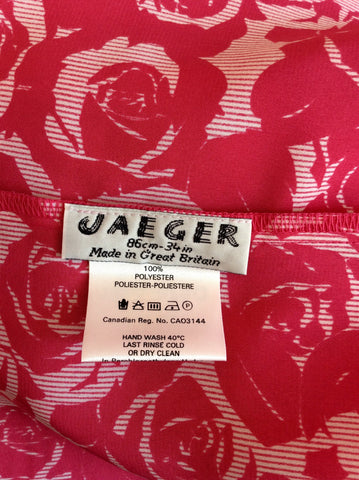 JAEGER
86cm-34in
Made in Great Britain
100%
POLYESTER
POLIESTER-POLIESTERE
Canadian Reg. No. CA03144
HAND WASH 40°C
LAST RINSE COLD
OR DRY CLEAN